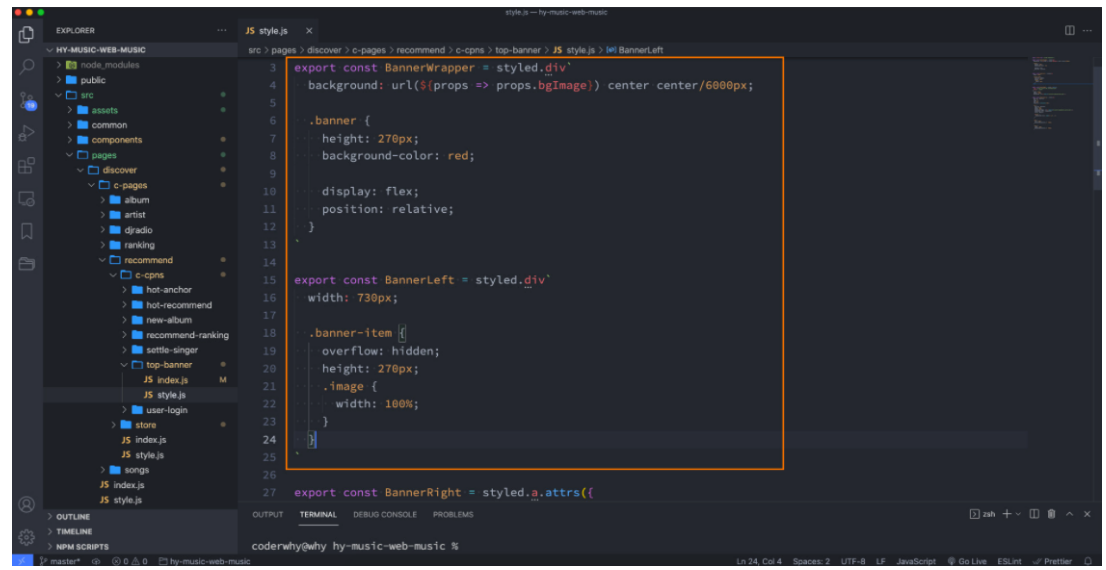 style.js — hy-music-web-music
EXPLORER
JS style.js
HY-MUSIC-WEB-MUSIC
src > pages > discover > c-pages > recommend > c-cpns > top-banner > JS style.js > BannerLeft
node_modules
public
src
assets
common
components
pages
discover
c-pages
album
artist
djradio
ranking
recommend
c-cpns
hot-anchor
hot-recommend
new-album
recommend-ranking
settle-singer
top-banner
JS index.js M
JS style.js
user-login
store
JS index.js
JS style.js
songs
JS index.js
JS style.js
OUTLINE
TIMELINE
NPM SCRIPTS
3 export const BannerWrapper = styled.div`
4 background: url(${props => props.bgImage}) center center/6000px;
5
6 .banner {
7 height: 270px;
8 background-color: red;
9
10 display: flex;
11 position: relative;
12 }
13 `
14
15 export const BannerLeft = styled.div`
16 width: 730px;
17
18 .banner-item {
19 overflow: hidden;
20 height: 270px;
21 .image {
22 width: 100%;
23 }
24 }
25 `
26
27 export const BannerRight = styled.a.attrs({
OUTPUT TERMINAL DEBUG CONSOLE PROBLEMS
zsh
coderwhy@why hy-music-web-music %
master* 0 0 hy-music-web-music
Ln 24, Col 4 Spaces: 2 UTF-8 LF JavaScript Go Live ESLint Prettier